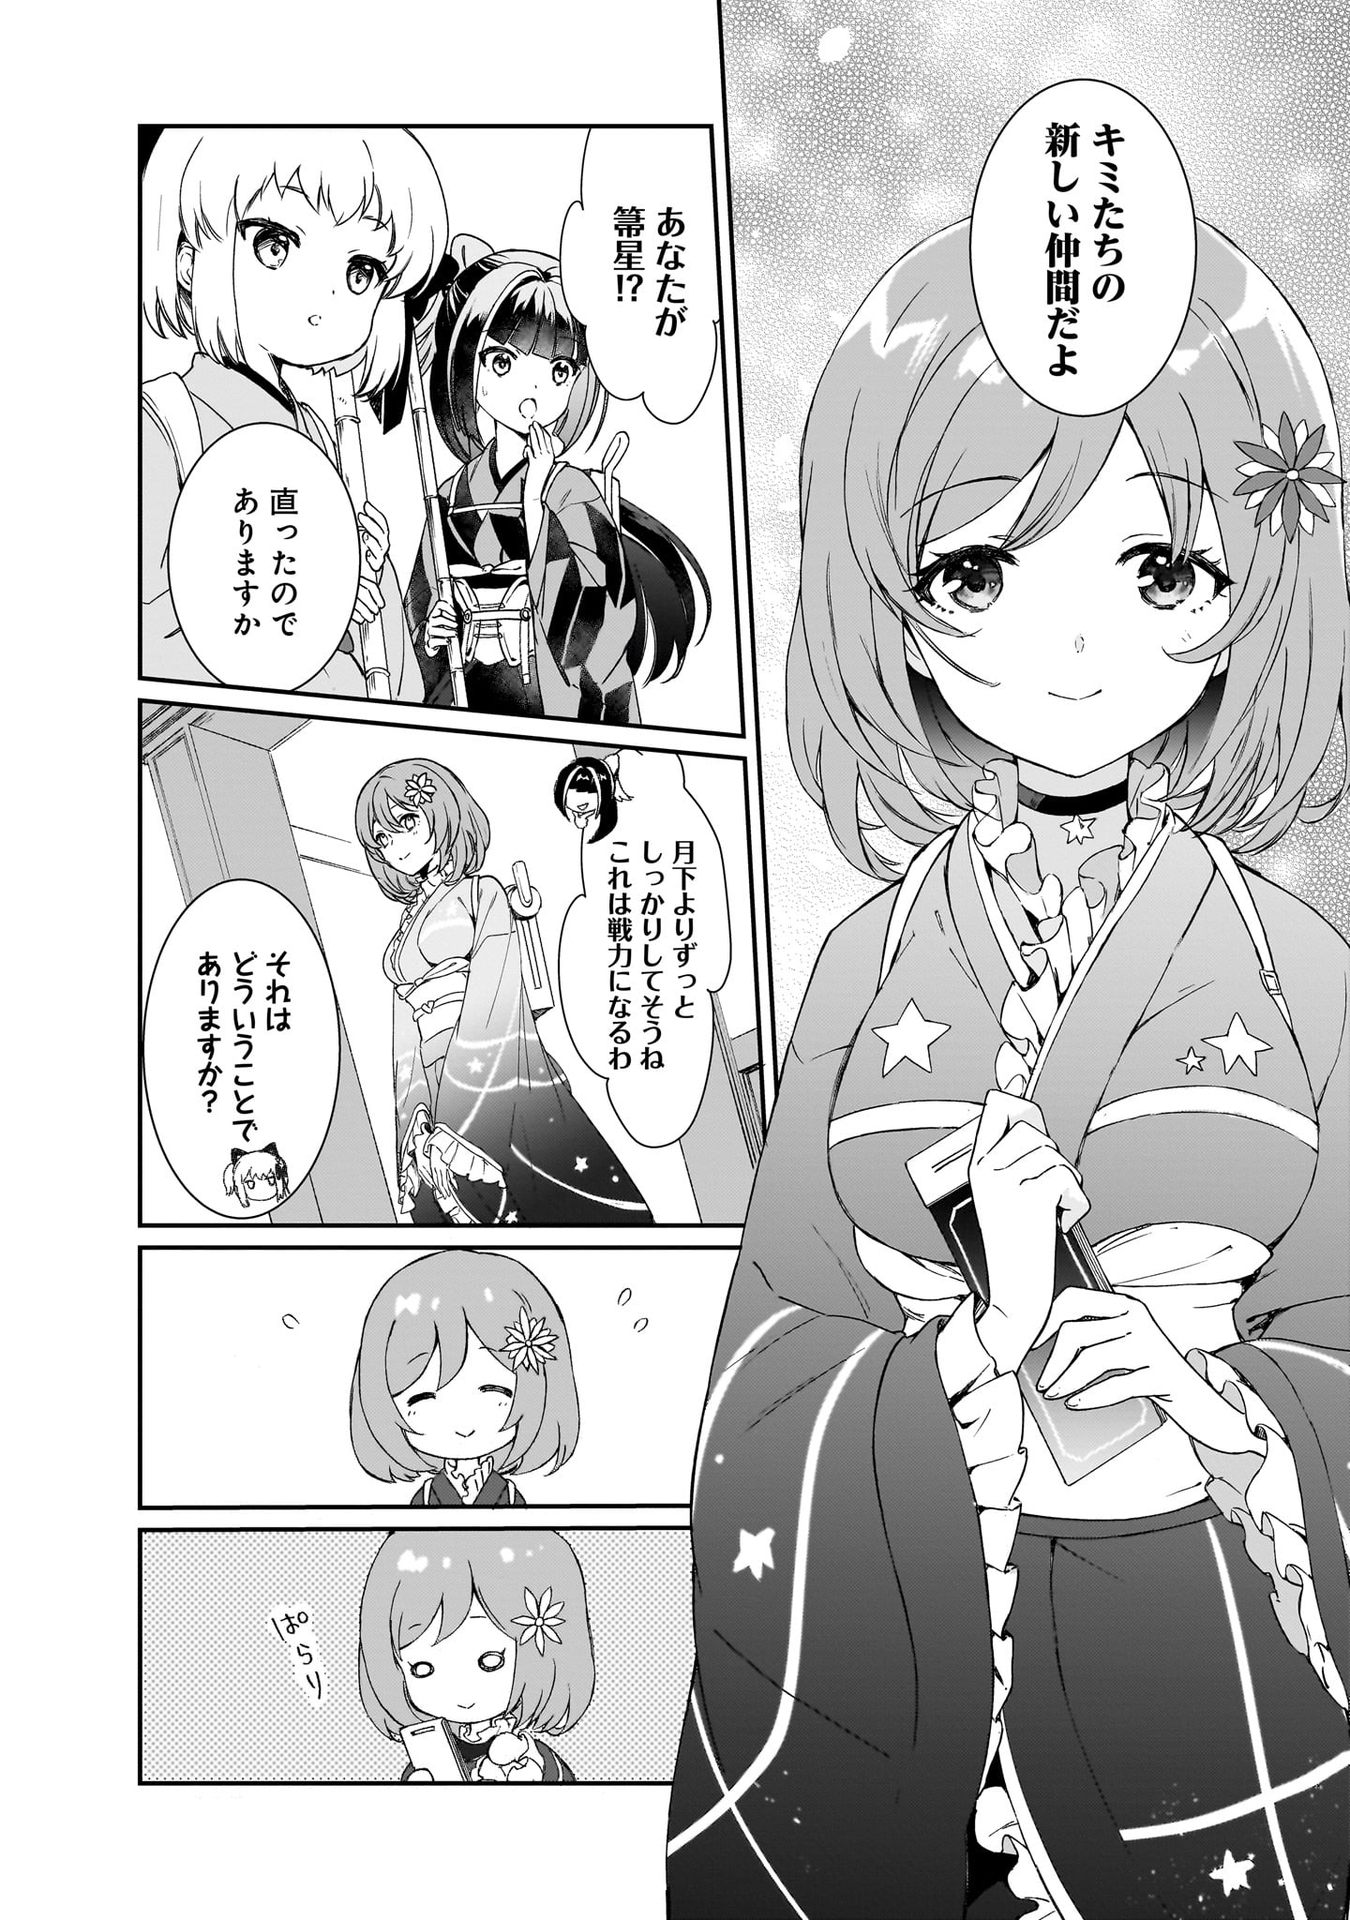 キミたちの
新しい仲間だよ
あなたが
箒星!?
直ったので
ありますか
月下よりずっと
しっかりしてそうね
これは戦力になるわ
それは
どういうことで
ありますか?
ぱらり